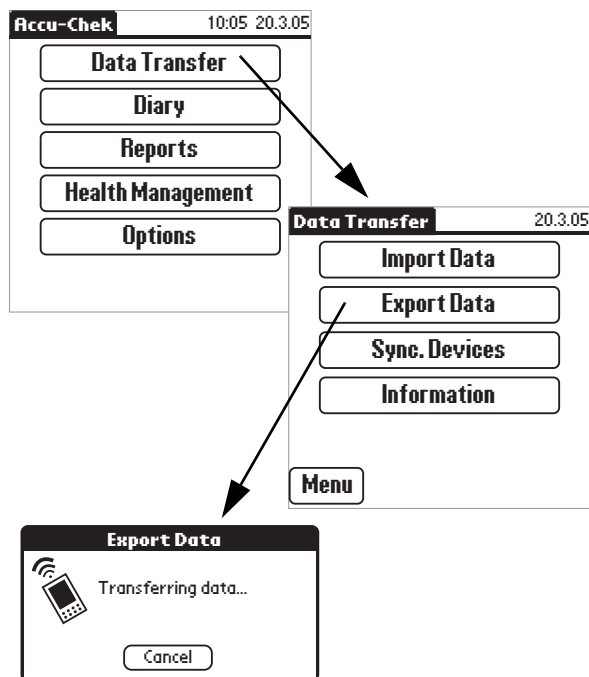 Accu-Chek 10:05 20.3.05
Data Transfer
Diary
Reports
Health Management
Options
Data Transfer 20.3.05
Import Data
Export Data
Sync. Devices
Information
Menu
Export Data
Transferring data...
Cancel